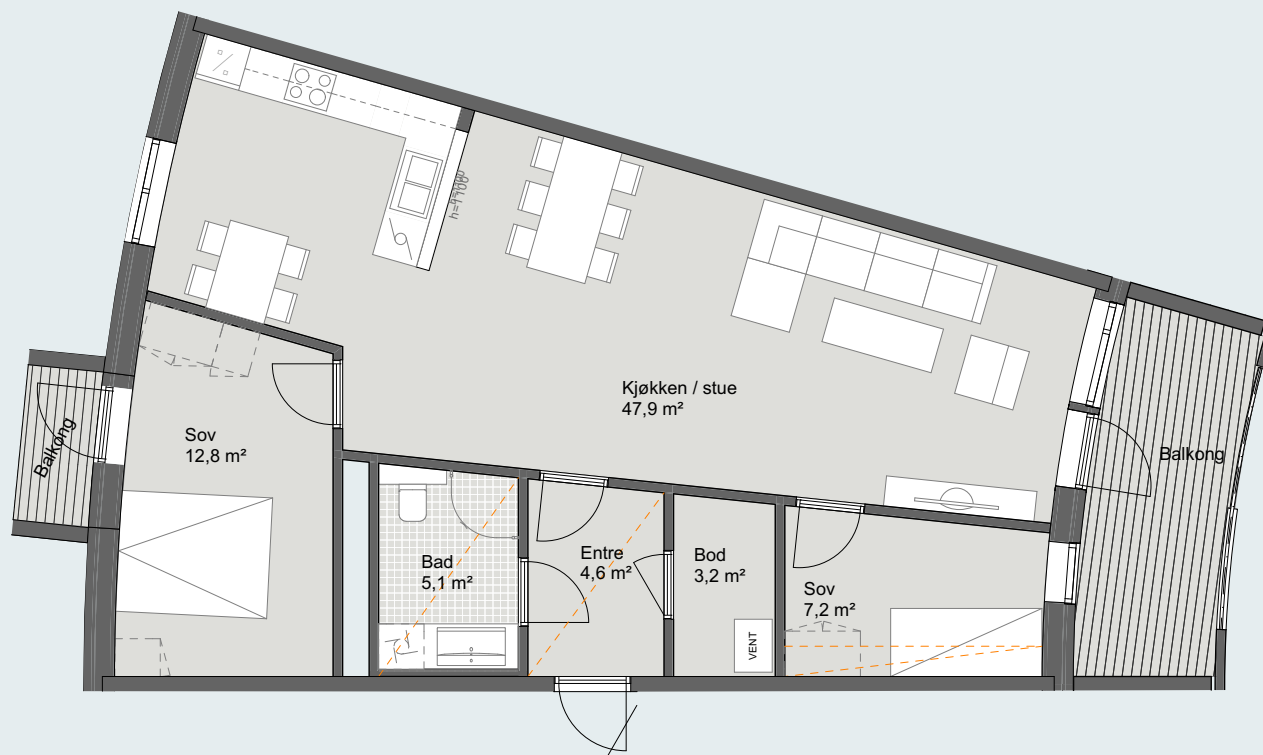 Kjøkken / stue
47,9 m²
Sov
12,8 m²
Balkong
Balkong
Bad
5,1 m²
Entre
4,6 m²
Bod
3,2 m²
Sov
7,2 m²
VENT